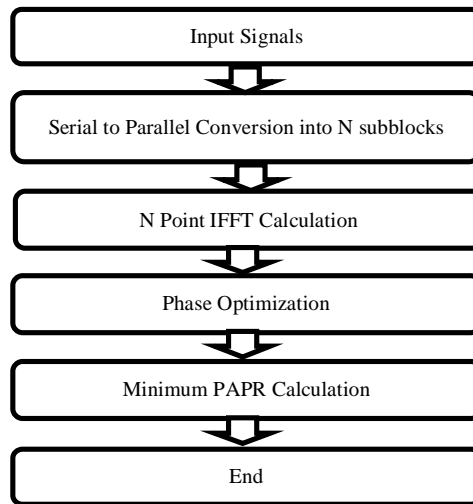 Input Signals
Serial to Parallel Conversion into N subblocks
N Point IFFT Calculation
Phase Optimization
Minimum PAPR Calculation
End